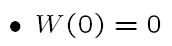 • W(0) = 0